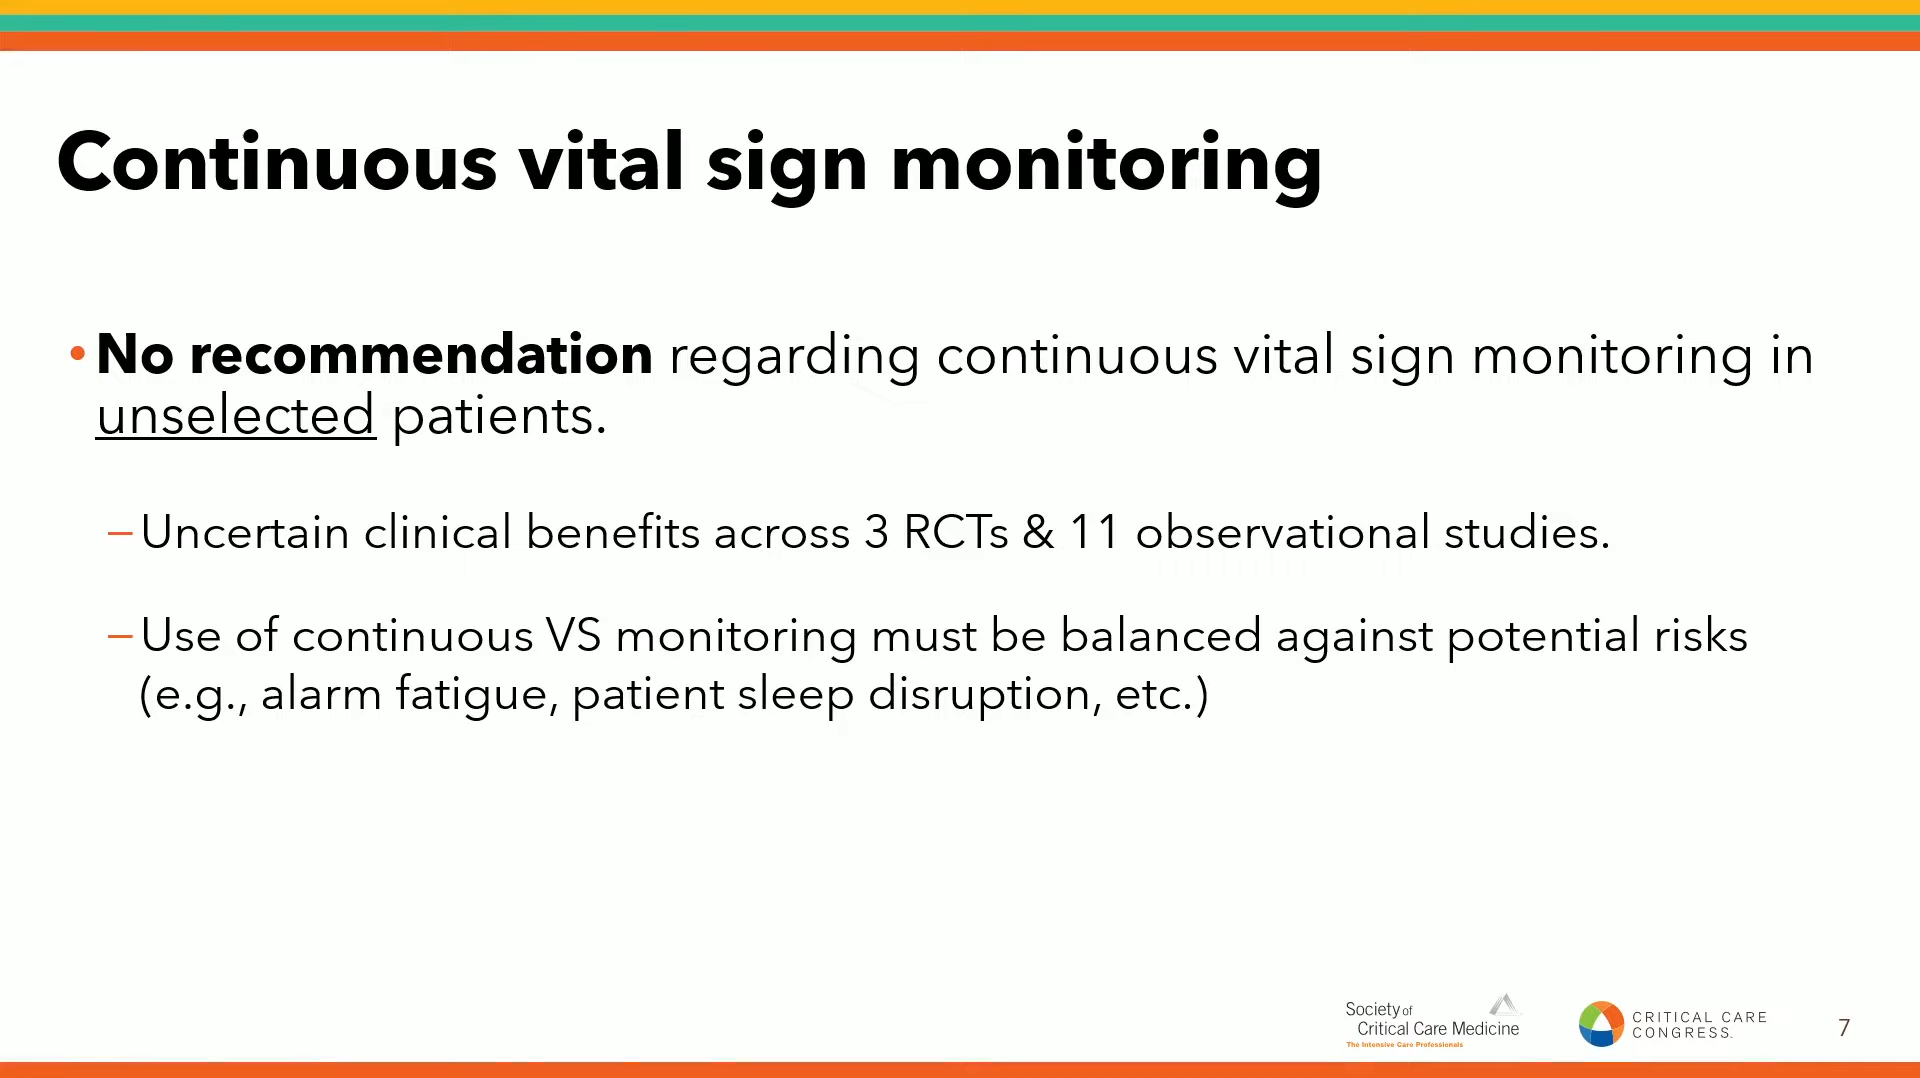 Continuous vital sign monitoring
• No recommendation regarding continuous vital sign monitoring in
unselected patients.
– Uncertain clinical benefits across 3 RCTs & 11 observational studies.
– Use of continuous VS monitoring must be balanced against potential risks
(e.g., alarm fatigue, patient sleep disruption, etc.)
Society of
Critical Care Medicine
The Intensive Care Professionals
CRITICAL CARE
CONGRESS.
7